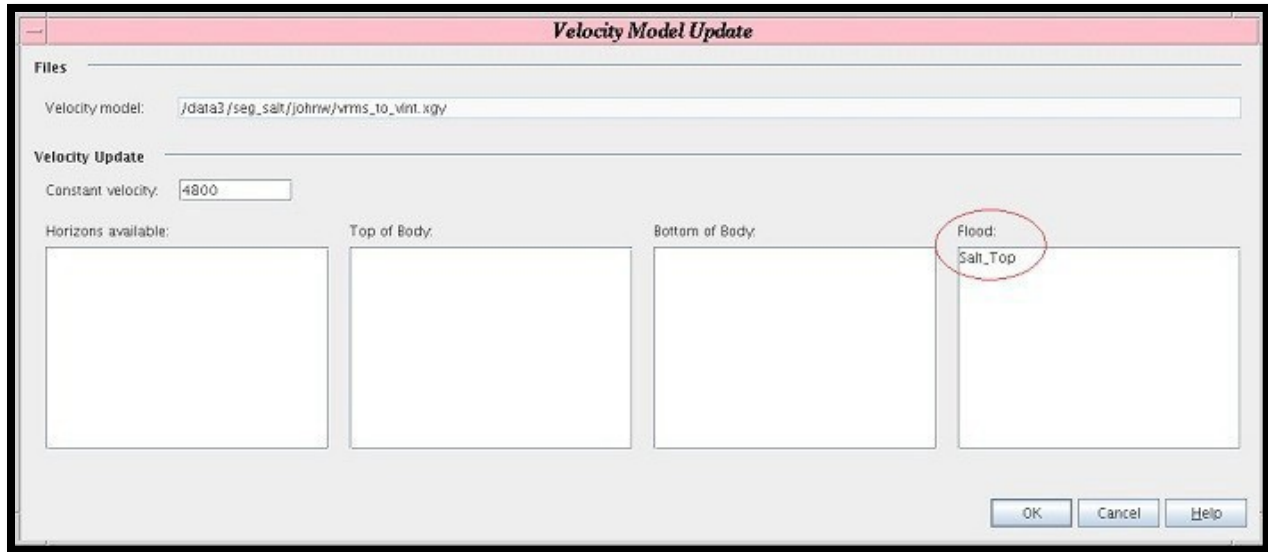 Velocity Model Update
Files
Velocity model: /data3/seg_salt/johnw/vrms_to_vint.xgy
Velocity Update
Constant velocity: 4800
Horizons available: Top of Body: Bottom of Body: Flood:
Salt_Top
OK Cancel Help